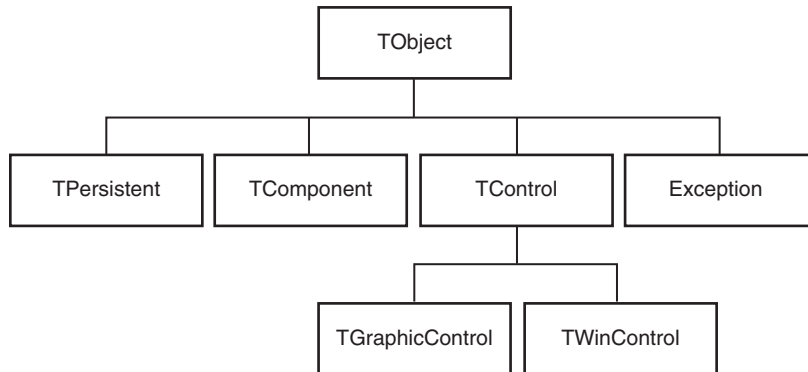 TObject
TPersistent
TComponent
TControl
Exception
TGraphicControl
TWinControl